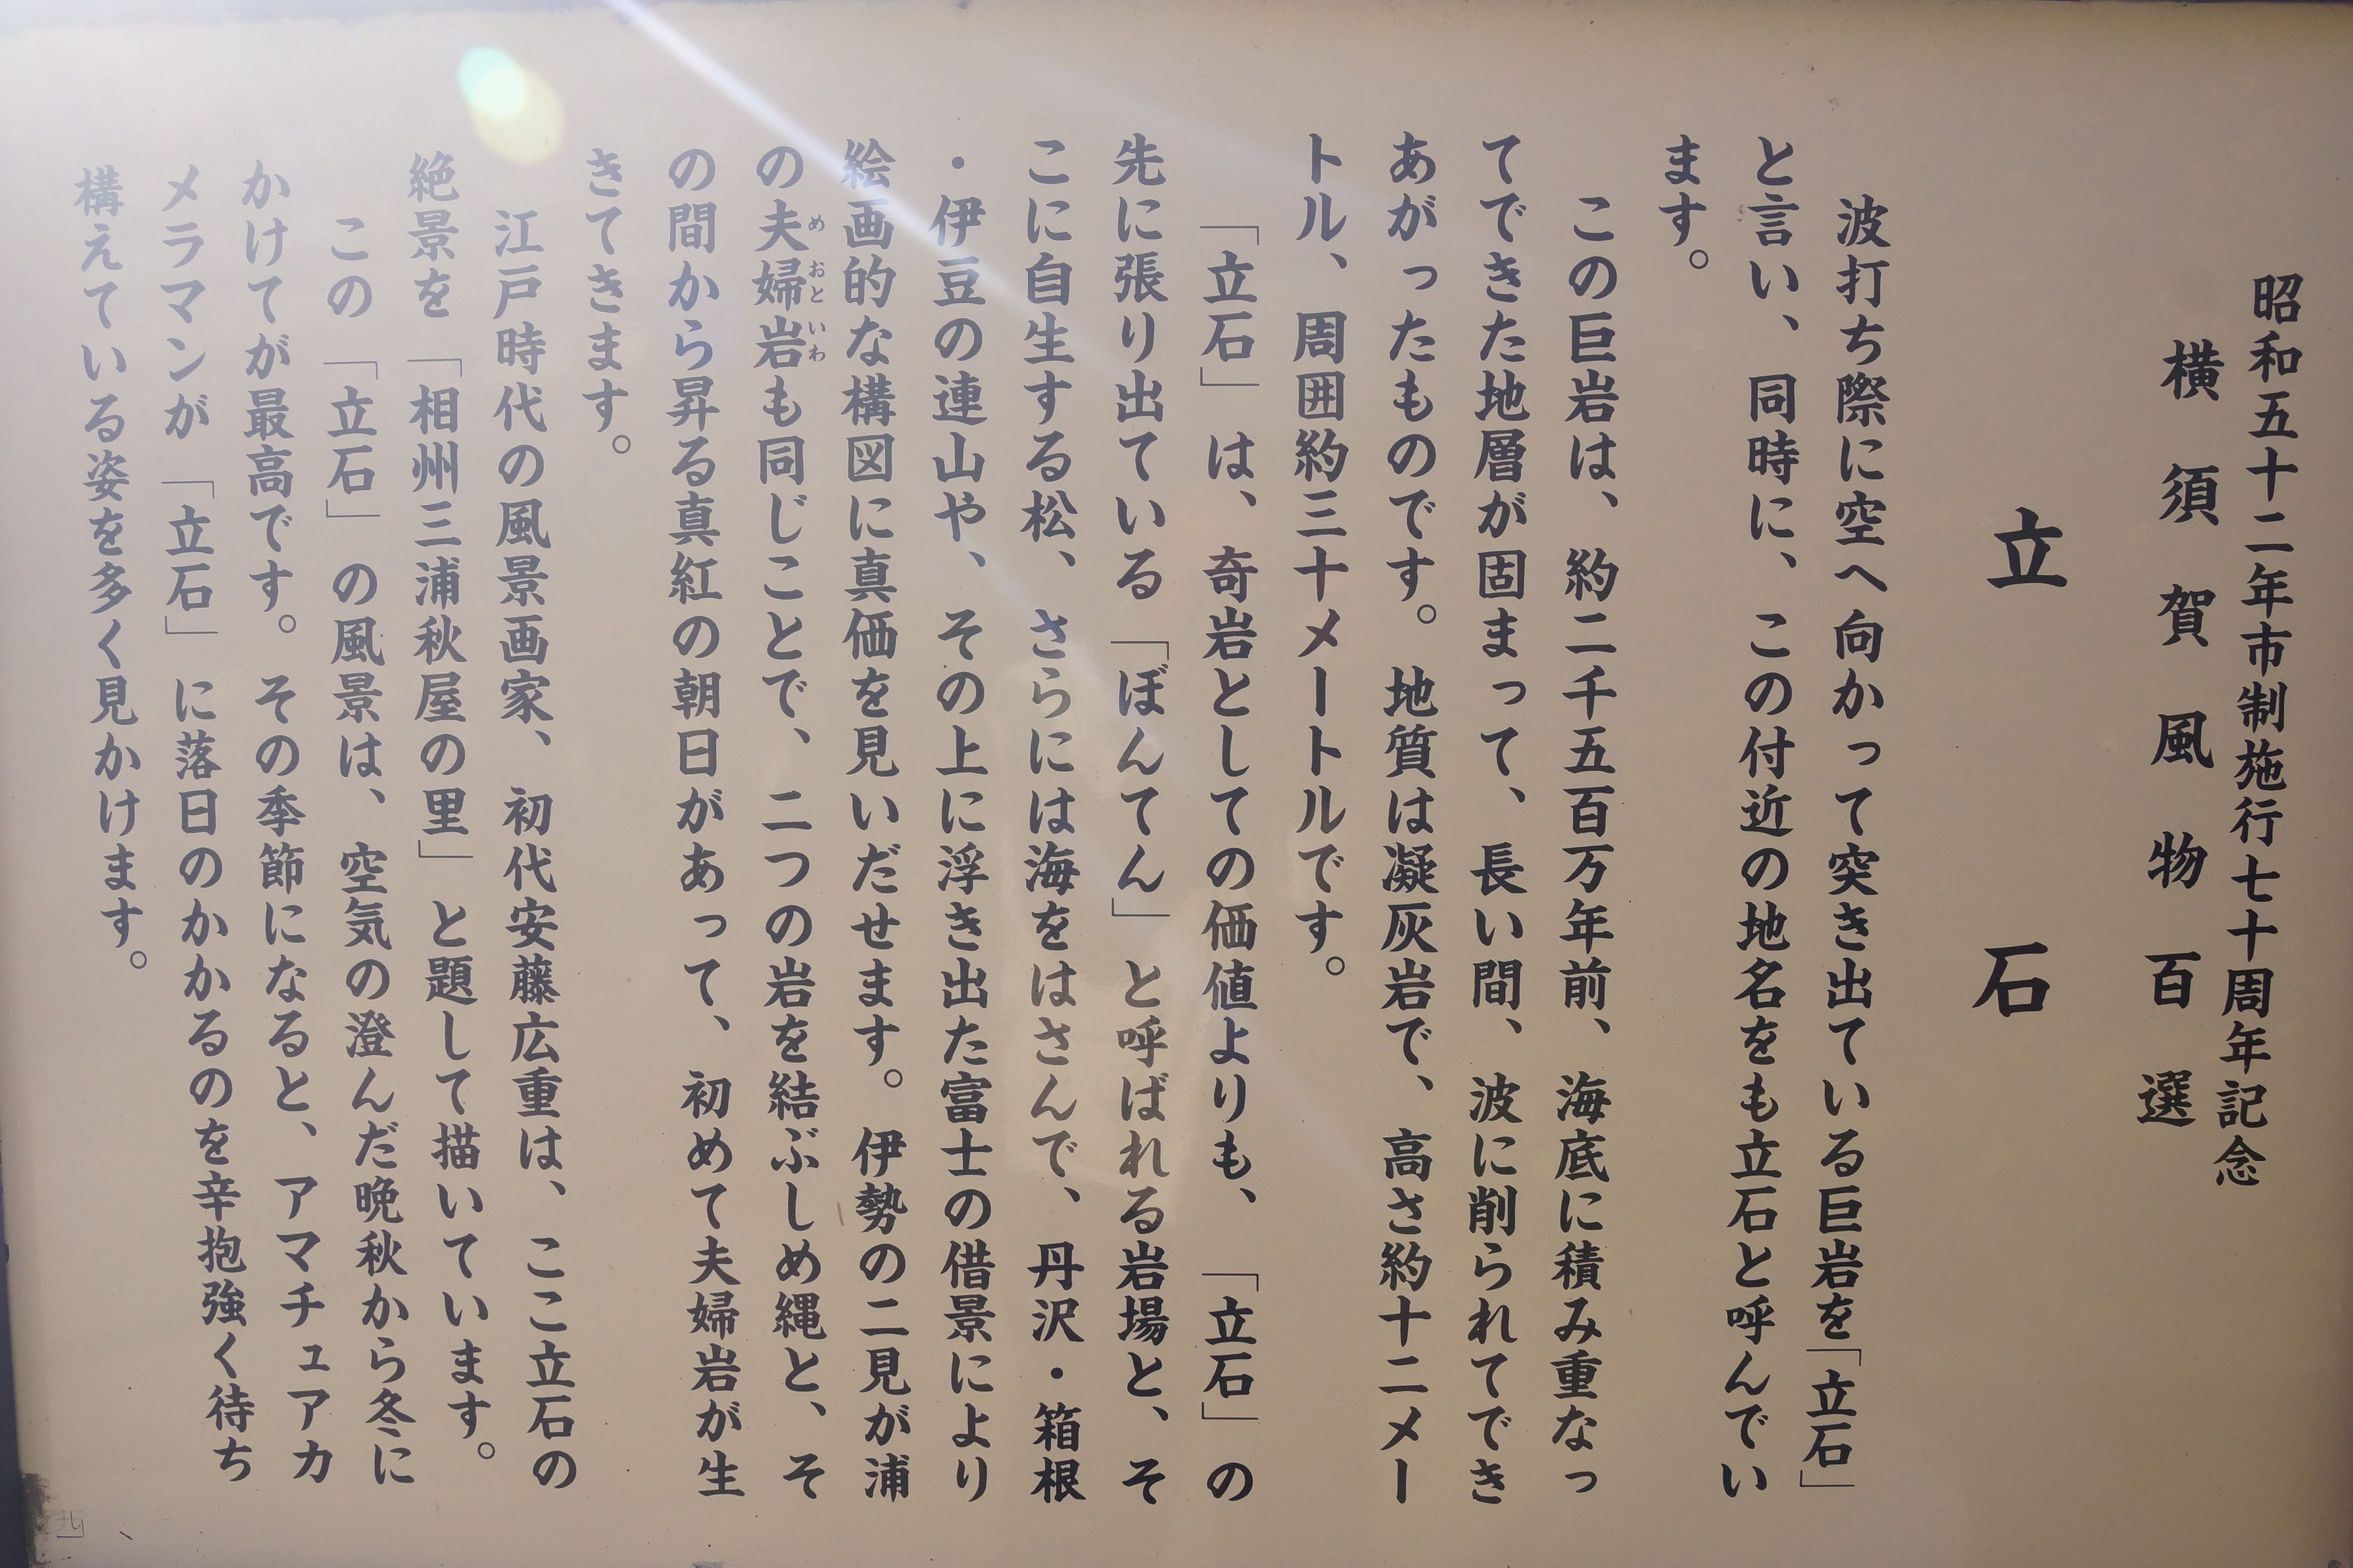 昭和五十二年市制施行七十周年記念
横須賀風物百選
立石
波打ち際に空へ向かって突き出ている巨岩を「立石」
と言い、同時に、この付近の地名をも立石と呼んでい
ます。
この巨岩は、約二千五百万年前、海底に積み重なっ
てできた地層が固まって、長い間、波に削られてでき
あがったものです。地質は凝灰岩で、高さ約十二メー
トル、周囲約三十メートルです。
「立石」は、奇岩としての価値よりも、「立石」の
先に張り出ている「ぼんてん」と呼ばれる岩場と、そ
こに自生する松、さらには海をはさんで、丹沢・箱根
・伊豆の連山や、その上に浮き出た富士の借景により
絵画的な構図に真価を見いだせます。伊勢の二見が浦
の夫婦岩も同じことで、二つの岩を結ぶしめ縄と、そ
めおといわ
の間から昇る真紅の朝日があって、初めて夫婦岩が生
きてきます。
江戸時代の風景画家、初代安藤広重は、ここ立石の
絶景を「相州三浦秋屋の里」と題して描いています。
この「立石」の風景は、空気の澄んだ晩秋から冬に
かけてが最高です。その季節になると、アマチュアカ
メラマンが「立石」に落日のかかるのを辛抱強く待ち
構えている姿を多く見かけます。